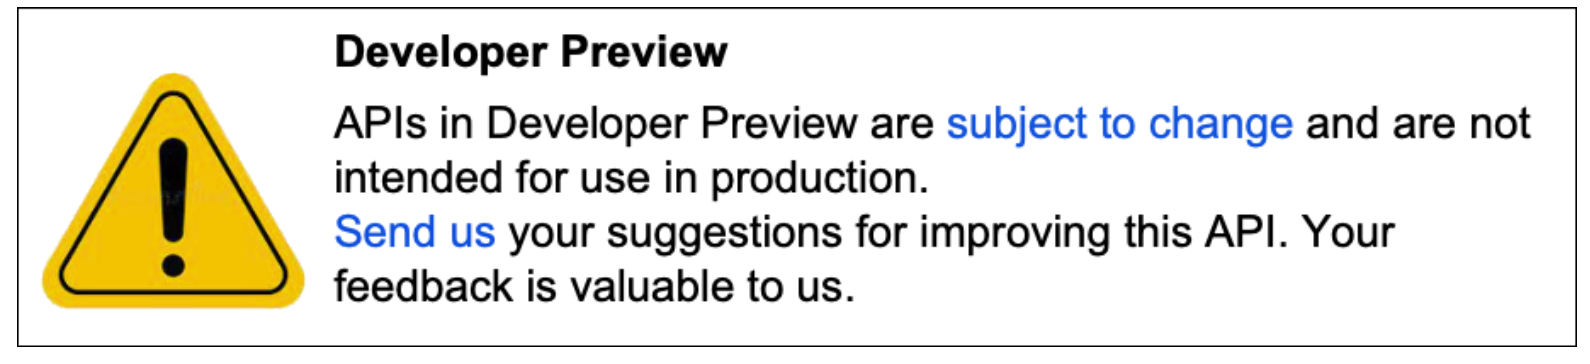 Developer Preview
APIs in Developer Preview are subject to change and are not
intended for use in production.
Send us your suggestions for improving this API. Your
feedback is valuable to us.